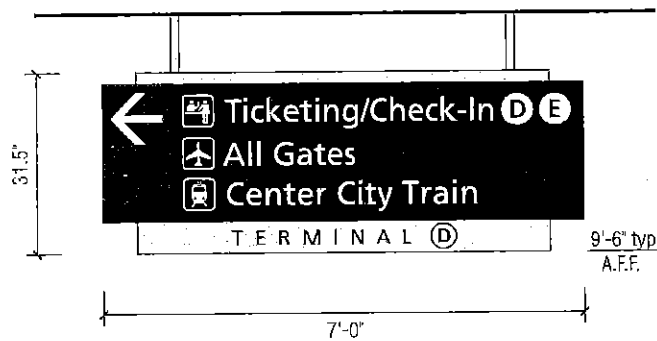 Ticketing/Check-In D E
All Gates
Center City Train
TERMINAL D
31.5"
9'-6" typ
A.F.F.
7'-0"